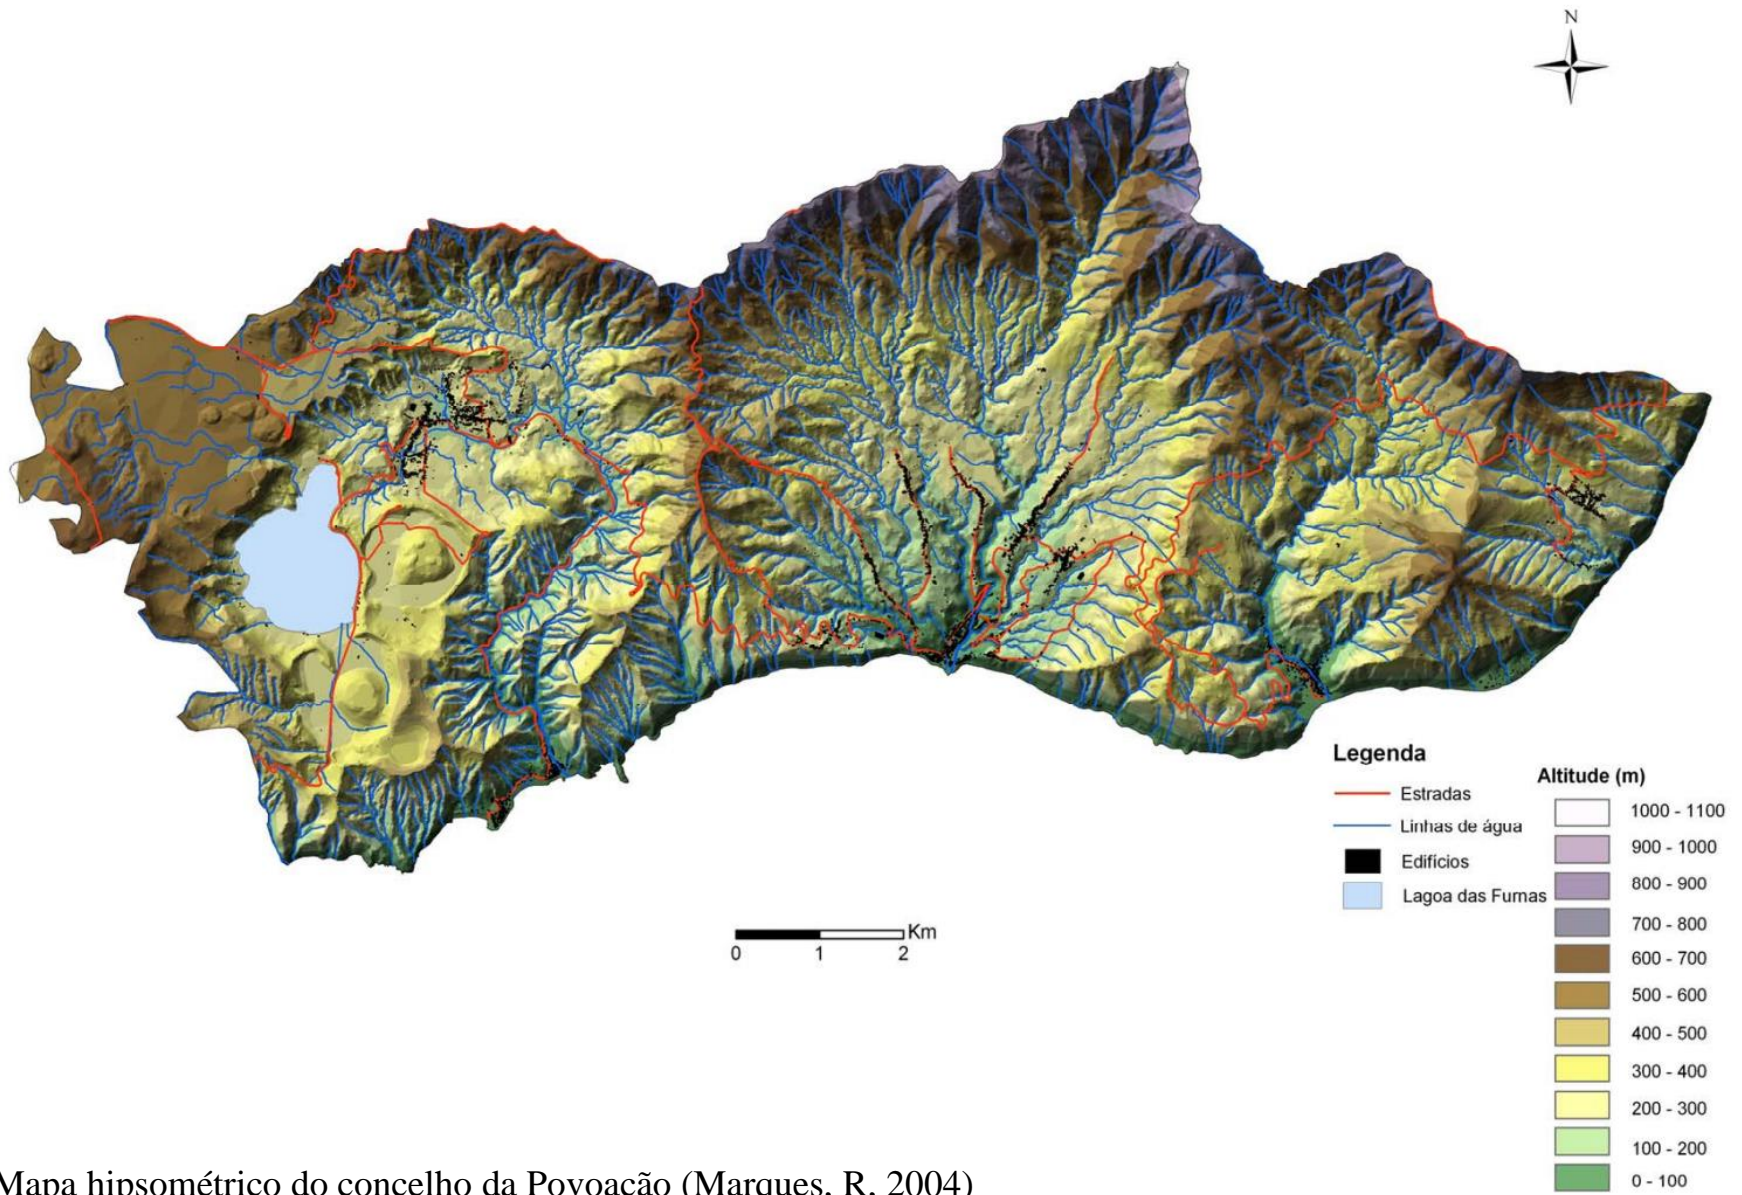 N
Legenda
Estradas
Linhas de água
Edifícios
Lagoa das Furnas
Altitude (m)
1000 - 1100
900 - 1000
800 - 900
700 - 800
600 - 700
500 - 600
400 - 500
300 - 400
200 - 300
100 - 200
0 - 100
Km
0 1 2
Mapa hipsométrico do concelho da Povoação (Marques, R. 2004)